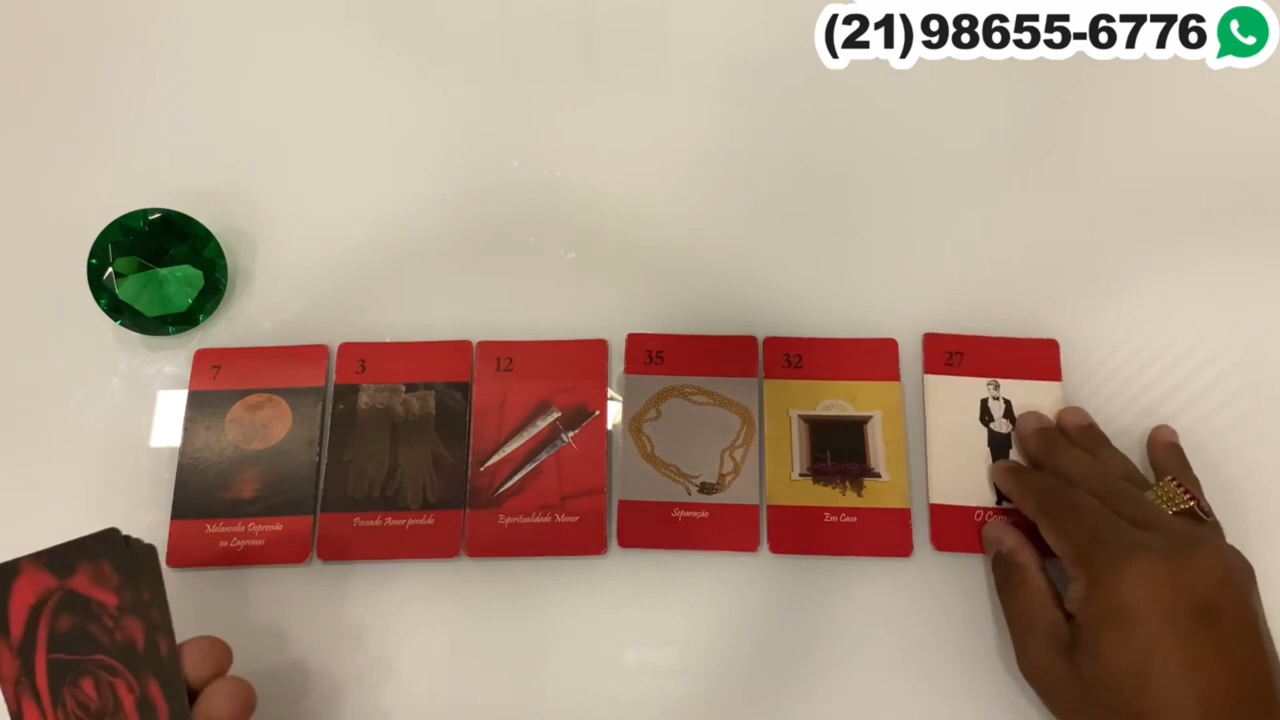 (21)98655-6776
7
Melancolia Depressão
ou Lagrimas
3
Passado Amor perdido
12
Espiritualidade Menor
35
Separação
32
Em Casa
27
O